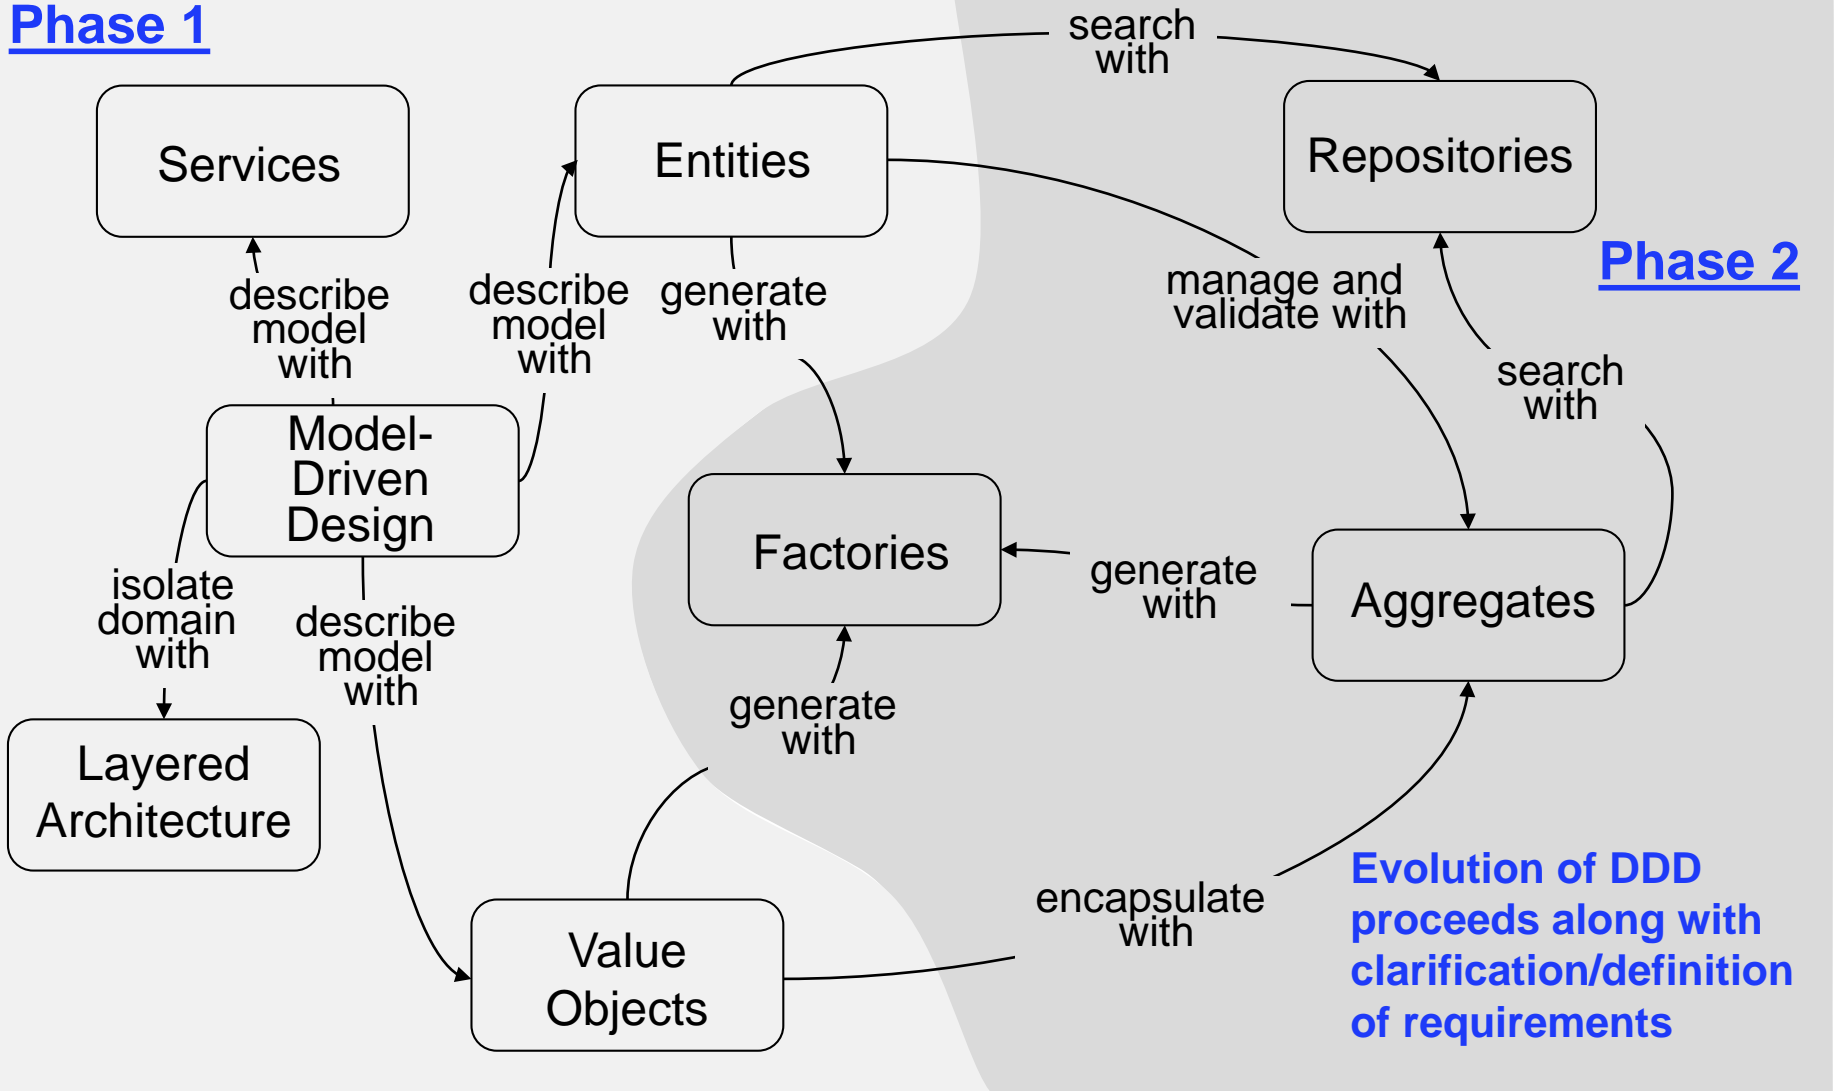 Phase 1
search
with
Services
Entities
Repositories
Phase 2
describe
model
with
describe
model
with
generate
with
manage and
validate with
search
with
Model-
Driven
Design
Factories
generate
with
Aggregates
isolate
domain
with
describe
model
with
generate
with
Layered
Architecture
Value
Objects
encapsulate
with
Evolution of DDD
proceeds along with
clarification/definition
of requirements